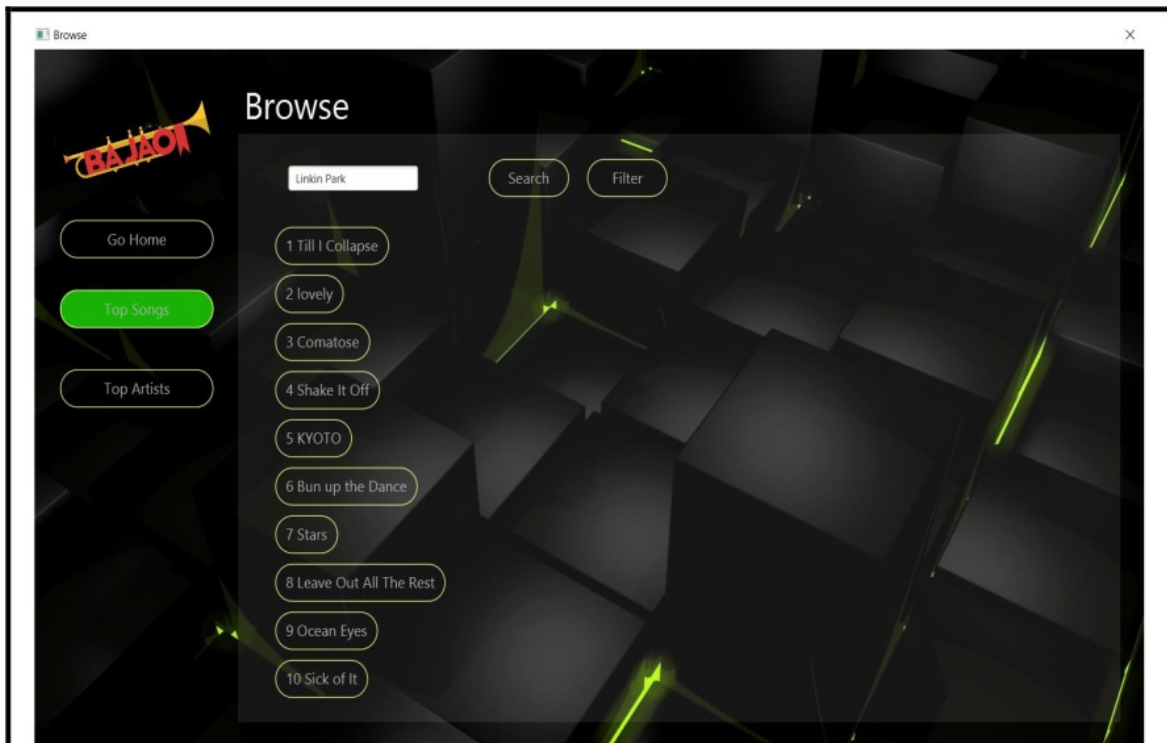 Browse
BAJAO
Browse
Linkin Park
Search
Filter
Go Home
Top Songs
Top Artists
1 Till I Collapse
2 lovely
3 Comatose
4 Shake It Off
5 KYOTO
6 Bun up the Dance
7 Stars
8 Leave Out All The Rest
9 Ocean Eyes
10 Sick of It